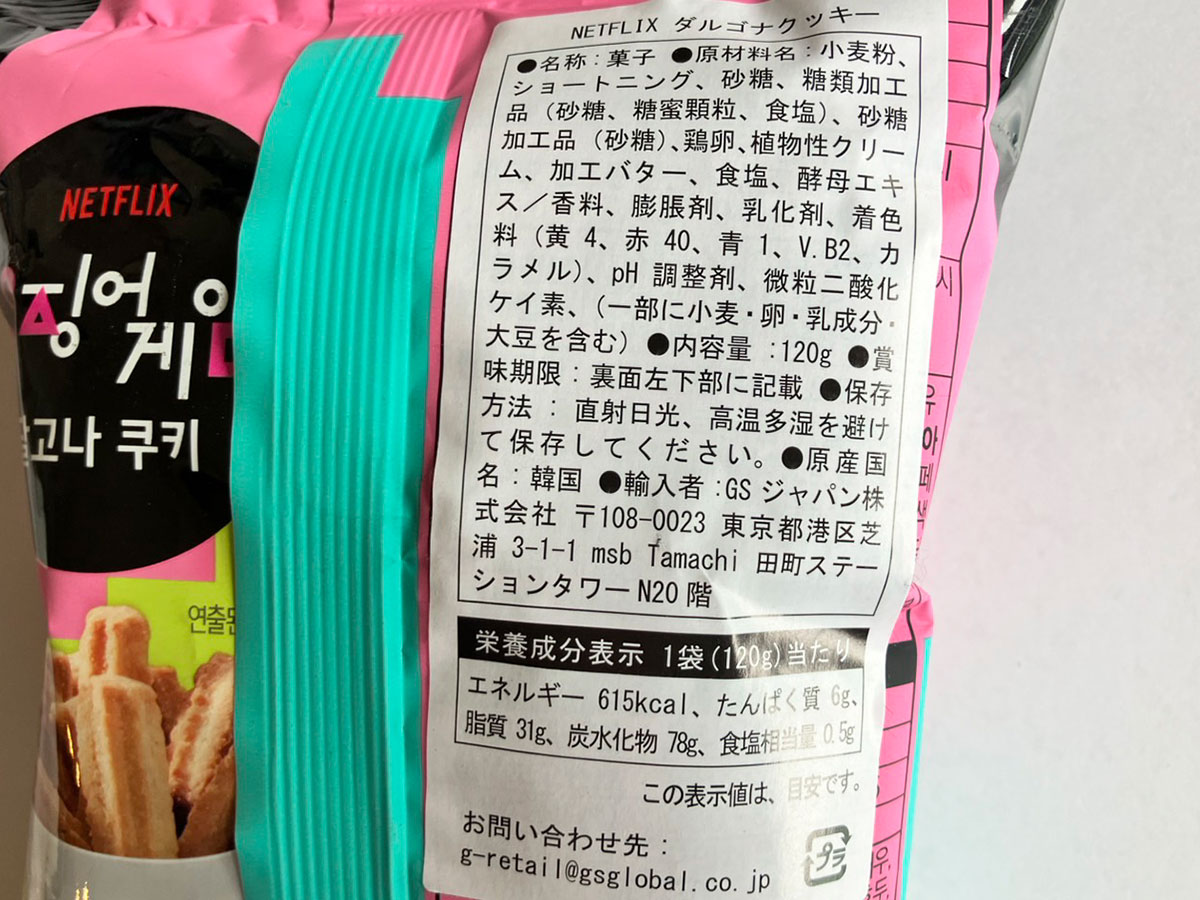 NETFLIX ダルゴナクッキー
●名称：菓子 ●原材料名：小麦粉、
ショートニング、砂糖、糖類加工
品（砂糖、糖蜜顆粒、食塩）、砂糖
加工品（砂糖）、鶏卵、植物性クリー
ム、加工バター、食塩、酵母エキ
ス／香料、膨脹剤、乳化剤、着色
料（黄 4、赤 40、青 1、V.B2、カ
ラメル）、pH 調整剤、微粒二酸化
ケイ素、（一部に小麦・卵・乳成分・
大豆を含む）●内容量：120g ●賞
味期限：裏面左下部に記載 ●保存
方法：直射日光、高温多湿を避け
て保存してください。●原産国
名：韓国 ●輸入者：GS ジャパン株
式会社 〒108-0023 東京都港区芝
浦 3-1-1 msb Tamachi 田町ステー
ションタワーN20 階
栄養成分表示 1袋(120g)当たり
エネルギー 615kcal、たんぱく質 6g、
脂質 31g、炭水化物 78g、食塩相当量 0.5g
この表示値は、目安です。
お問い合わせ先：
g-retail@gsglobal.co.jp
プラ
NETFLIX
징어
게
고나 쿠키
연출된